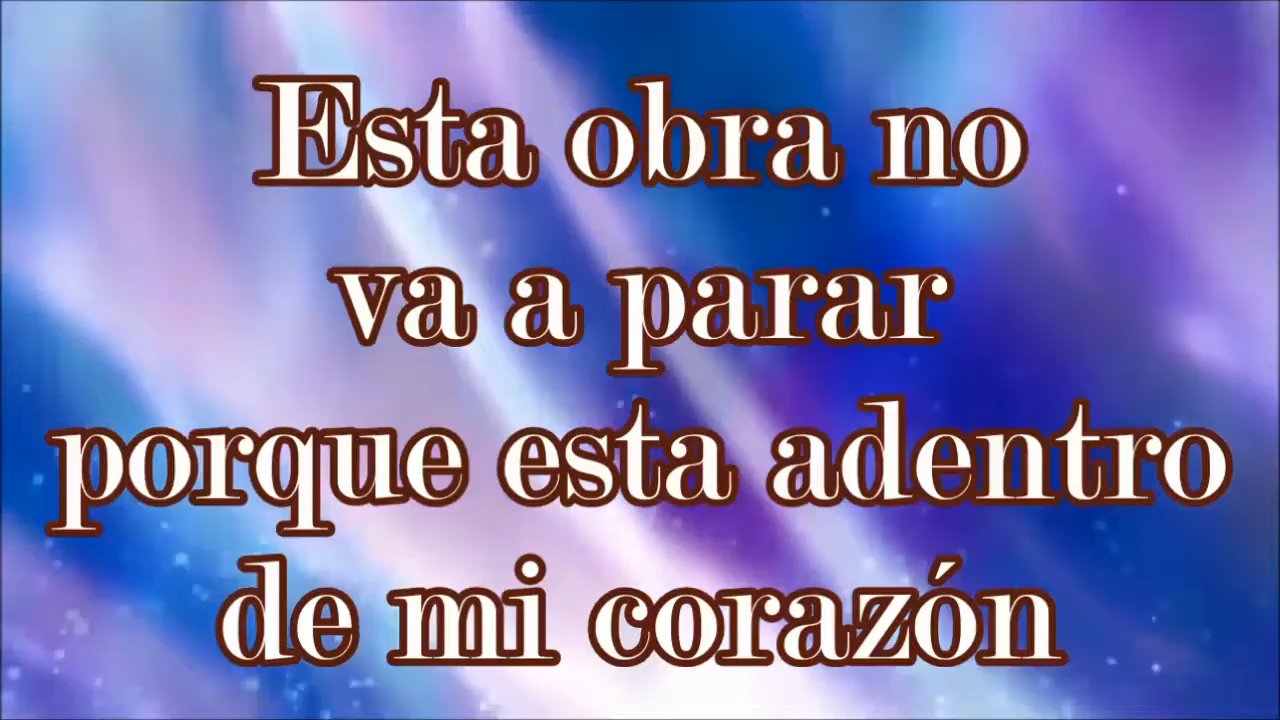 Esta obra no
va a parar
porque esta adentro
de mi corazón